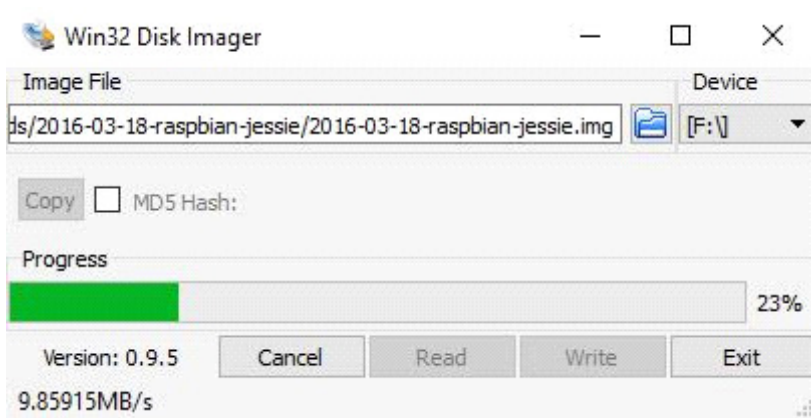 Win32 Disk Imager
Image File Device
ds/2016-03-18-raspbian-jessie/2016-03-18-raspbian-jessie.img [F:\]
Copy MD5 Hash:
Progress
23%
Version: 0.9.5 Cancel Read Write Exit
9.85915MB/s